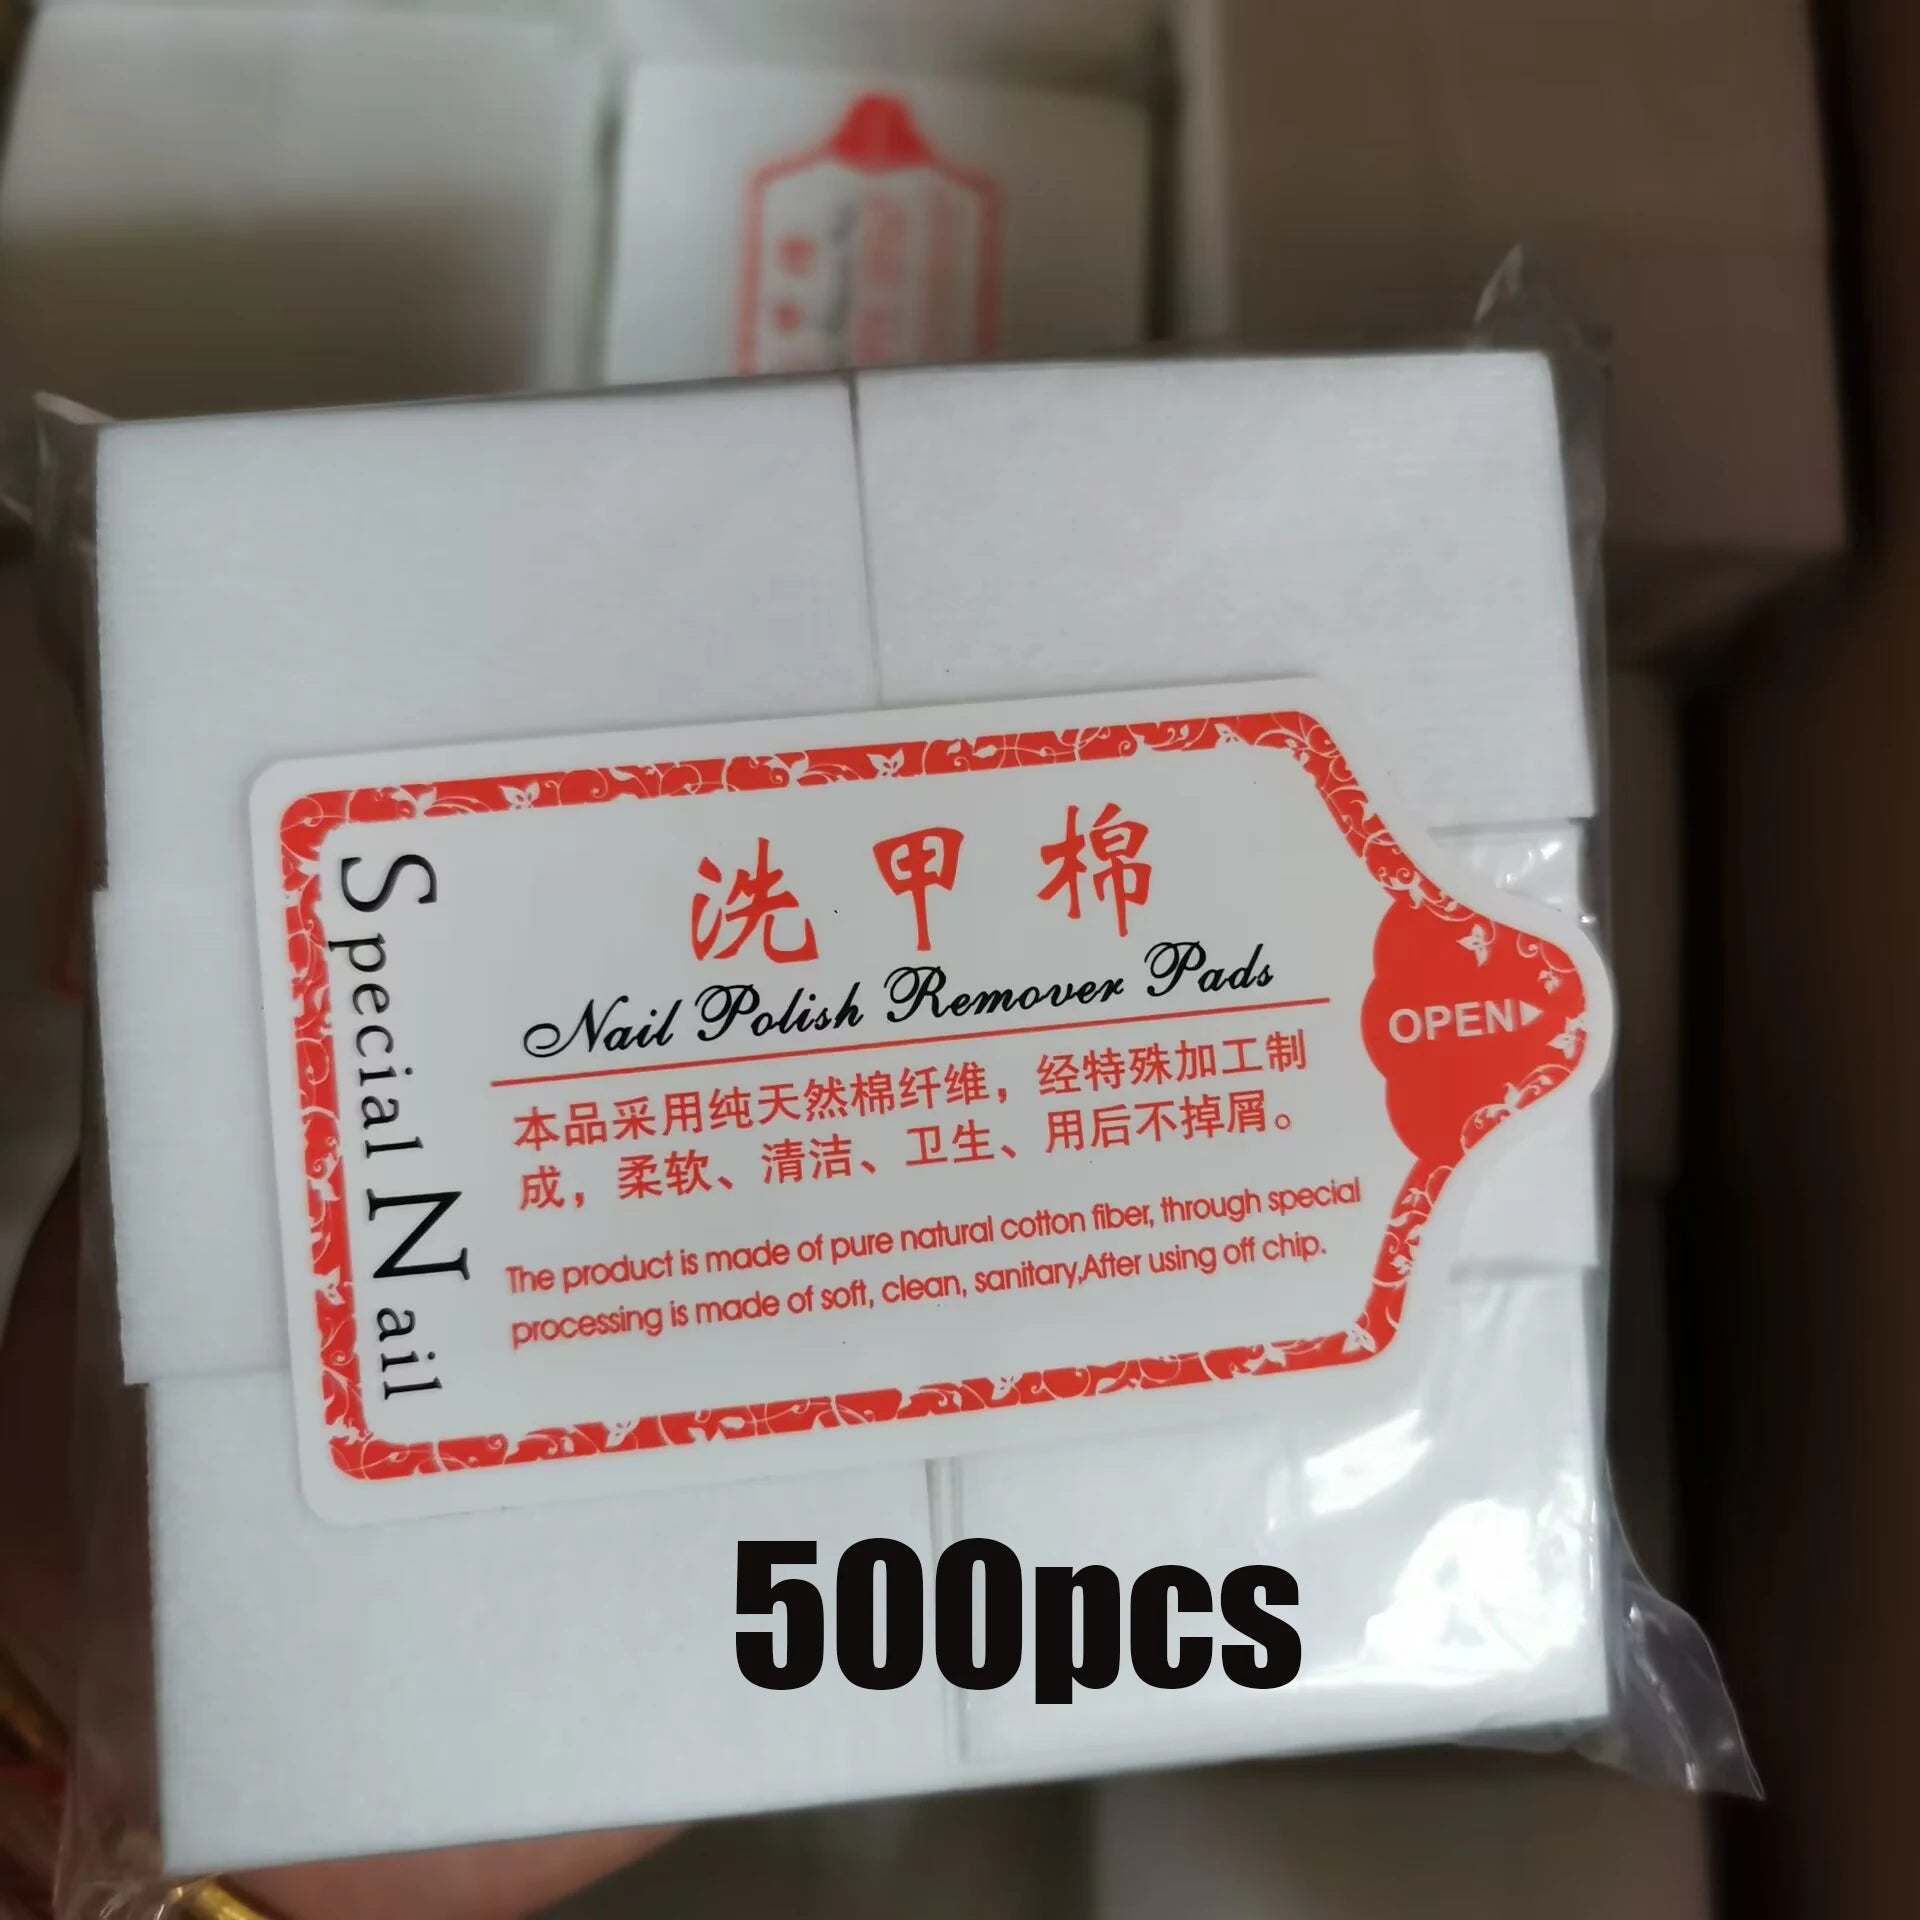 洗甲棉
Nail Polish Remover Pads
本品采用纯天然棉纤维，经特殊加工制
成，柔软、清洁、卫生、用后不掉屑。
The product is made of pure natural cotton fiber, through special
processing is made of soft, clean, sanitary,After using off chip.
Special Nail
OPEN
500pcs